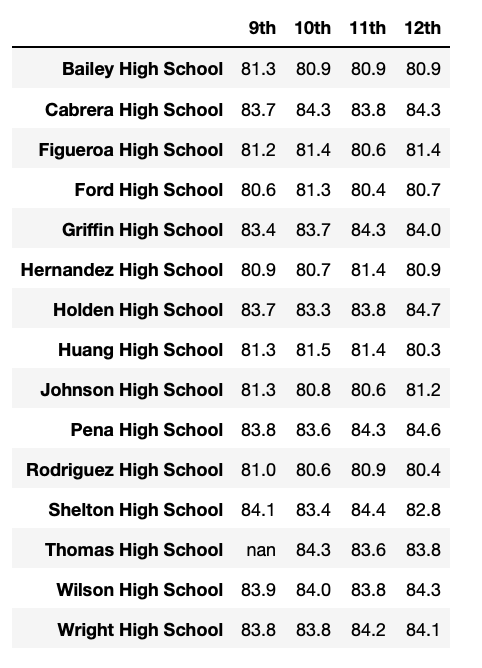 9th 10th 11th 12th
Bailey High School 81.3 80.9 80.9 80.9
Cabrera High School 83.7 84.3 83.8 84.3
Figueroa High School 81.2 81.4 80.6 81.4
Ford High School 80.6 81.3 80.4 80.7
Griffin High School 83.4 83.7 84.3 84.0
Hernandez High School 80.9 80.7 81.4 80.9
Holden High School 83.7 83.3 83.8 84.7
Huang High School 81.3 81.5 81.4 80.3
Johnson High School 81.3 80.8 80.6 81.2
Pena High School 83.8 83.6 84.3 84.6
Rodriguez High School 81.0 80.6 80.9 80.4
Shelton High School 84.1 83.4 84.4 82.8
Thomas High School nan 84.3 83.6 83.8
Wilson High School 83.9 84.0 83.8 84.3
Wright High School 83.8 83.8 84.2 84.1